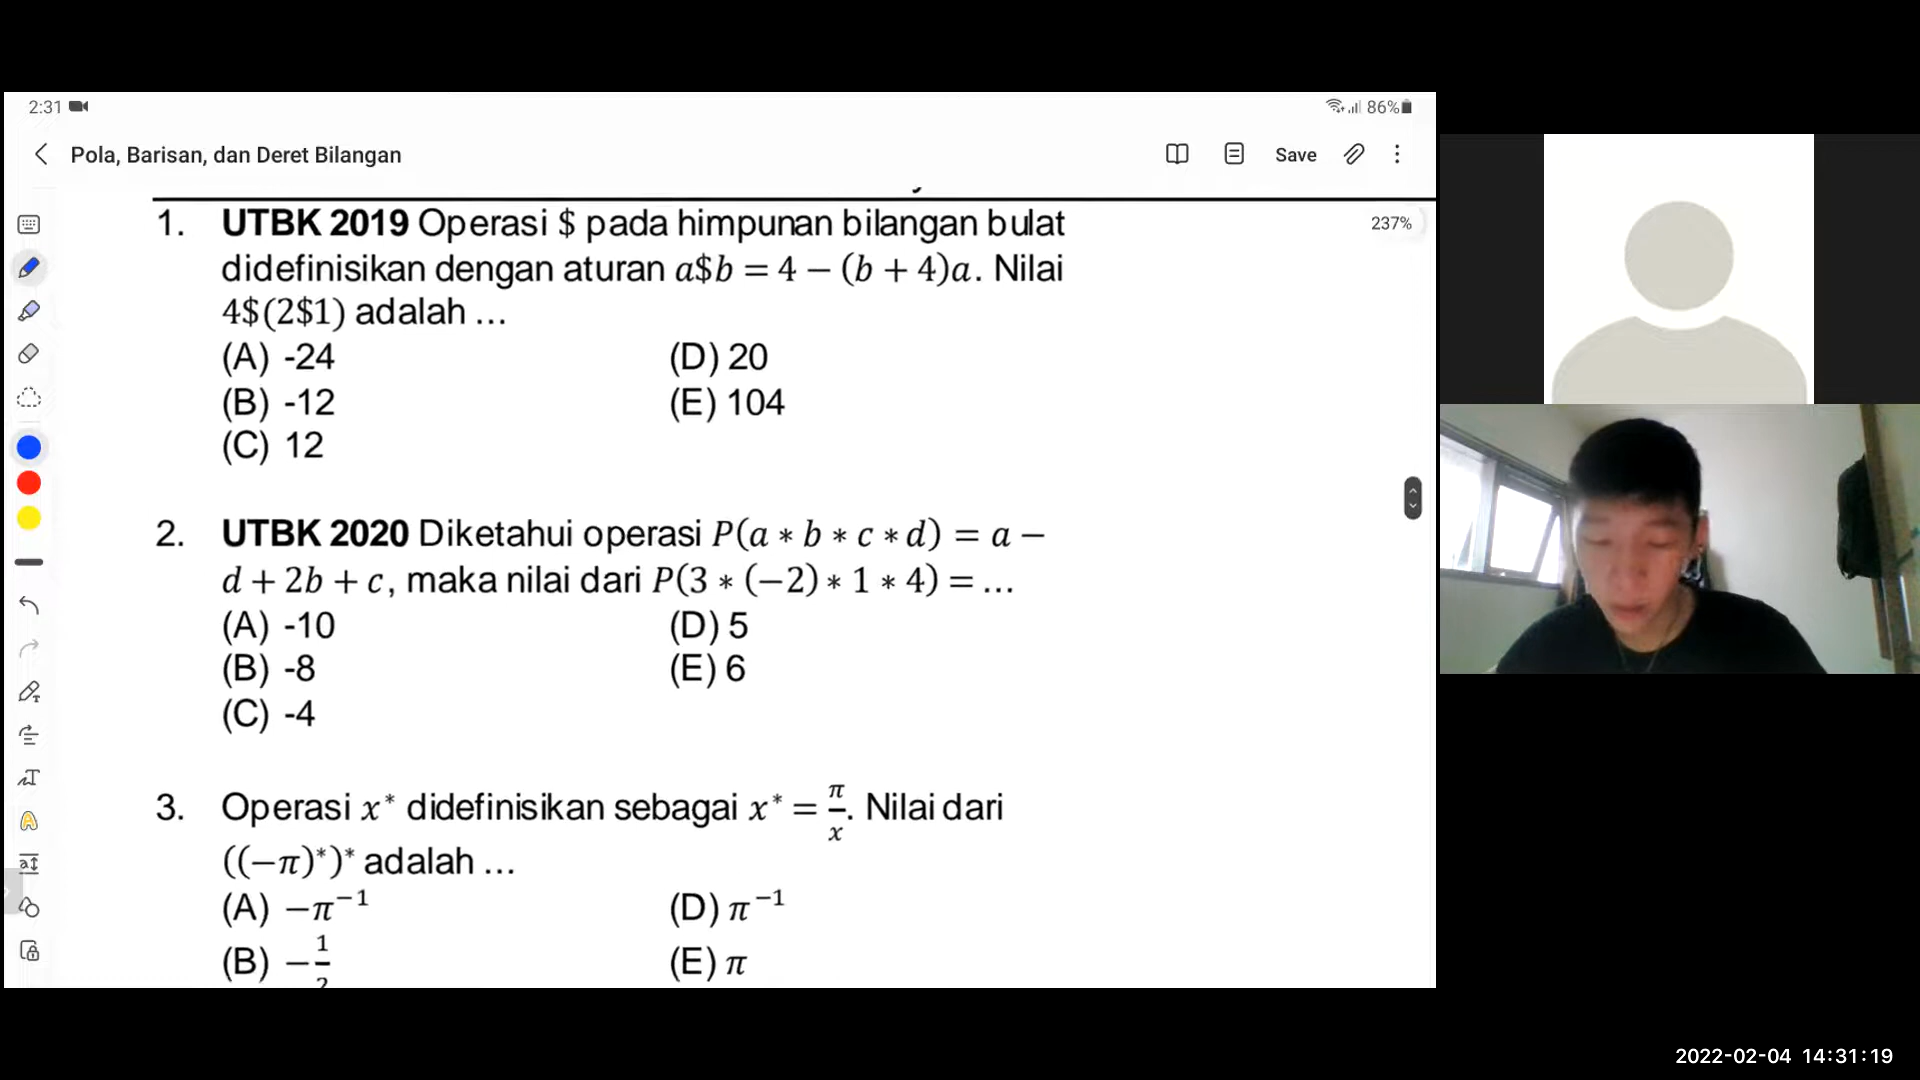 2:31
86%
Pola, Barisan, dan Deret Bilangan
Save
237%
1. UTBK 2019 Operasi $ pada himpunan bilangan bulat
didefinisikan dengan aturan a$b = 4 − (b + 4)a. Nilai
4$(2$1) adalah ...
(A) -24 (D) 20
(B) -12 (E) 104
(C) 12
2. UTBK 2020 Diketahui operasi P(a * b * c * d) = a −
d + 2b + c, maka nilai dari P(3 * (−2) * 1 * 4) = ...
(A) -10 (D) 5
(B) -8 (E) 6
(C) -4
3. Operasi x* didefinisikan sebagai x* = π/x. Nilai dari
((−π)*)* adalah ...
(A) −π⁻¹ (D) π⁻¹
(B) −1/2 (E) π
2022-02-04 14:31:19